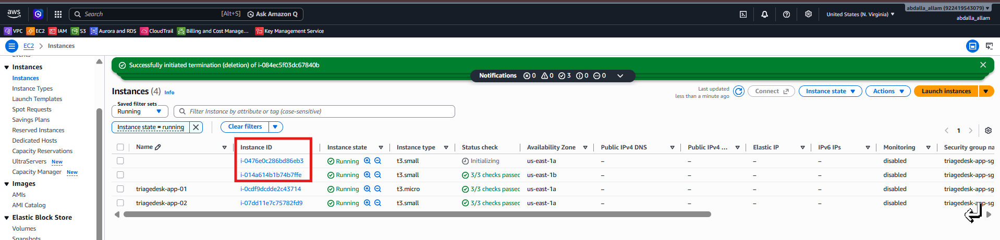 aws Search [Alt+S] Ask Amazon Q United States (N. Virginia) abdalla_allam (922419543079)
abdalla_allam
VPC EC2 IAM S3 Aurora and RDS CloudTrail Billing and Cost Manage... Key Management Service
EC2 Instances
Events
Instances
Instances
Instance Types
Launch Templates
Spot Requests
Savings Plans
Reserved Instances
Dedicated Hosts
Capacity Reservations
UltraServers New
Capacity Manager New
Images
AMIs
AMI Catalog
Elastic Block Store
Volumes
Snapshots
Successfully initiated termination (deletion) of i-084ec5f03dc67840b
Notifications 0 0 3 0 0
Instances (4) Info
Last updated
less than a minute ago
Connect Instance state Actions Launch instances
Saved filter sets
Running
Filter Instance by attribute or tag (case-sensitive)
Instance state = running Clear filters
1
Name Instance ID Instance state Instance type Status check Availability Zone Public IPv4 DNS Public IPv4 ... Elastic IP IPv6 IPs Monitoring Security group na
i-0476e0c286bd86eb3 Running t3.small Initializing us-east-1a – – – – disabled triagedesk-app-sg
i-014a614b1b74b7ffe Running t3.small 3/3 checks passed us-east-1b – – – – disabled triagedesk-app-sg
triagedesk-app-01 i-0cdf9dcdde2c43714 Running t3.micro 3/3 checks passed us-east-1a – – – – disabled triagedesk-app-sg
triagedesk-app-02 i-07dd11e7c75782fd9 Running t3.small 3/3 checks passed us-east-1a – – – – disabled triagedesk-app-sg